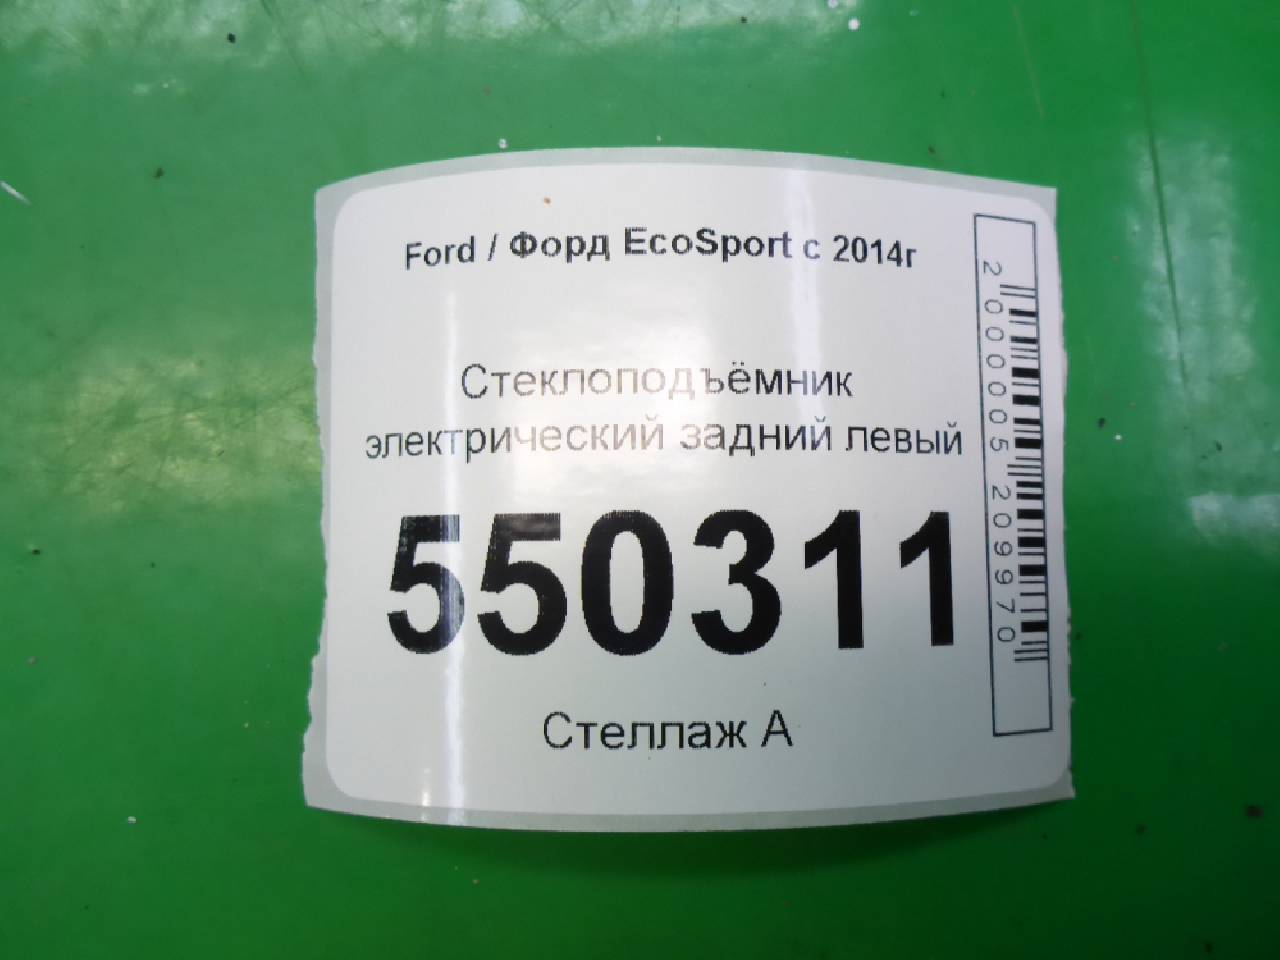 Ford / Форд EcoSport с 2014г
Стеклоподъёмник
электрический задний левый
550311
Стеллаж А
2000005209970